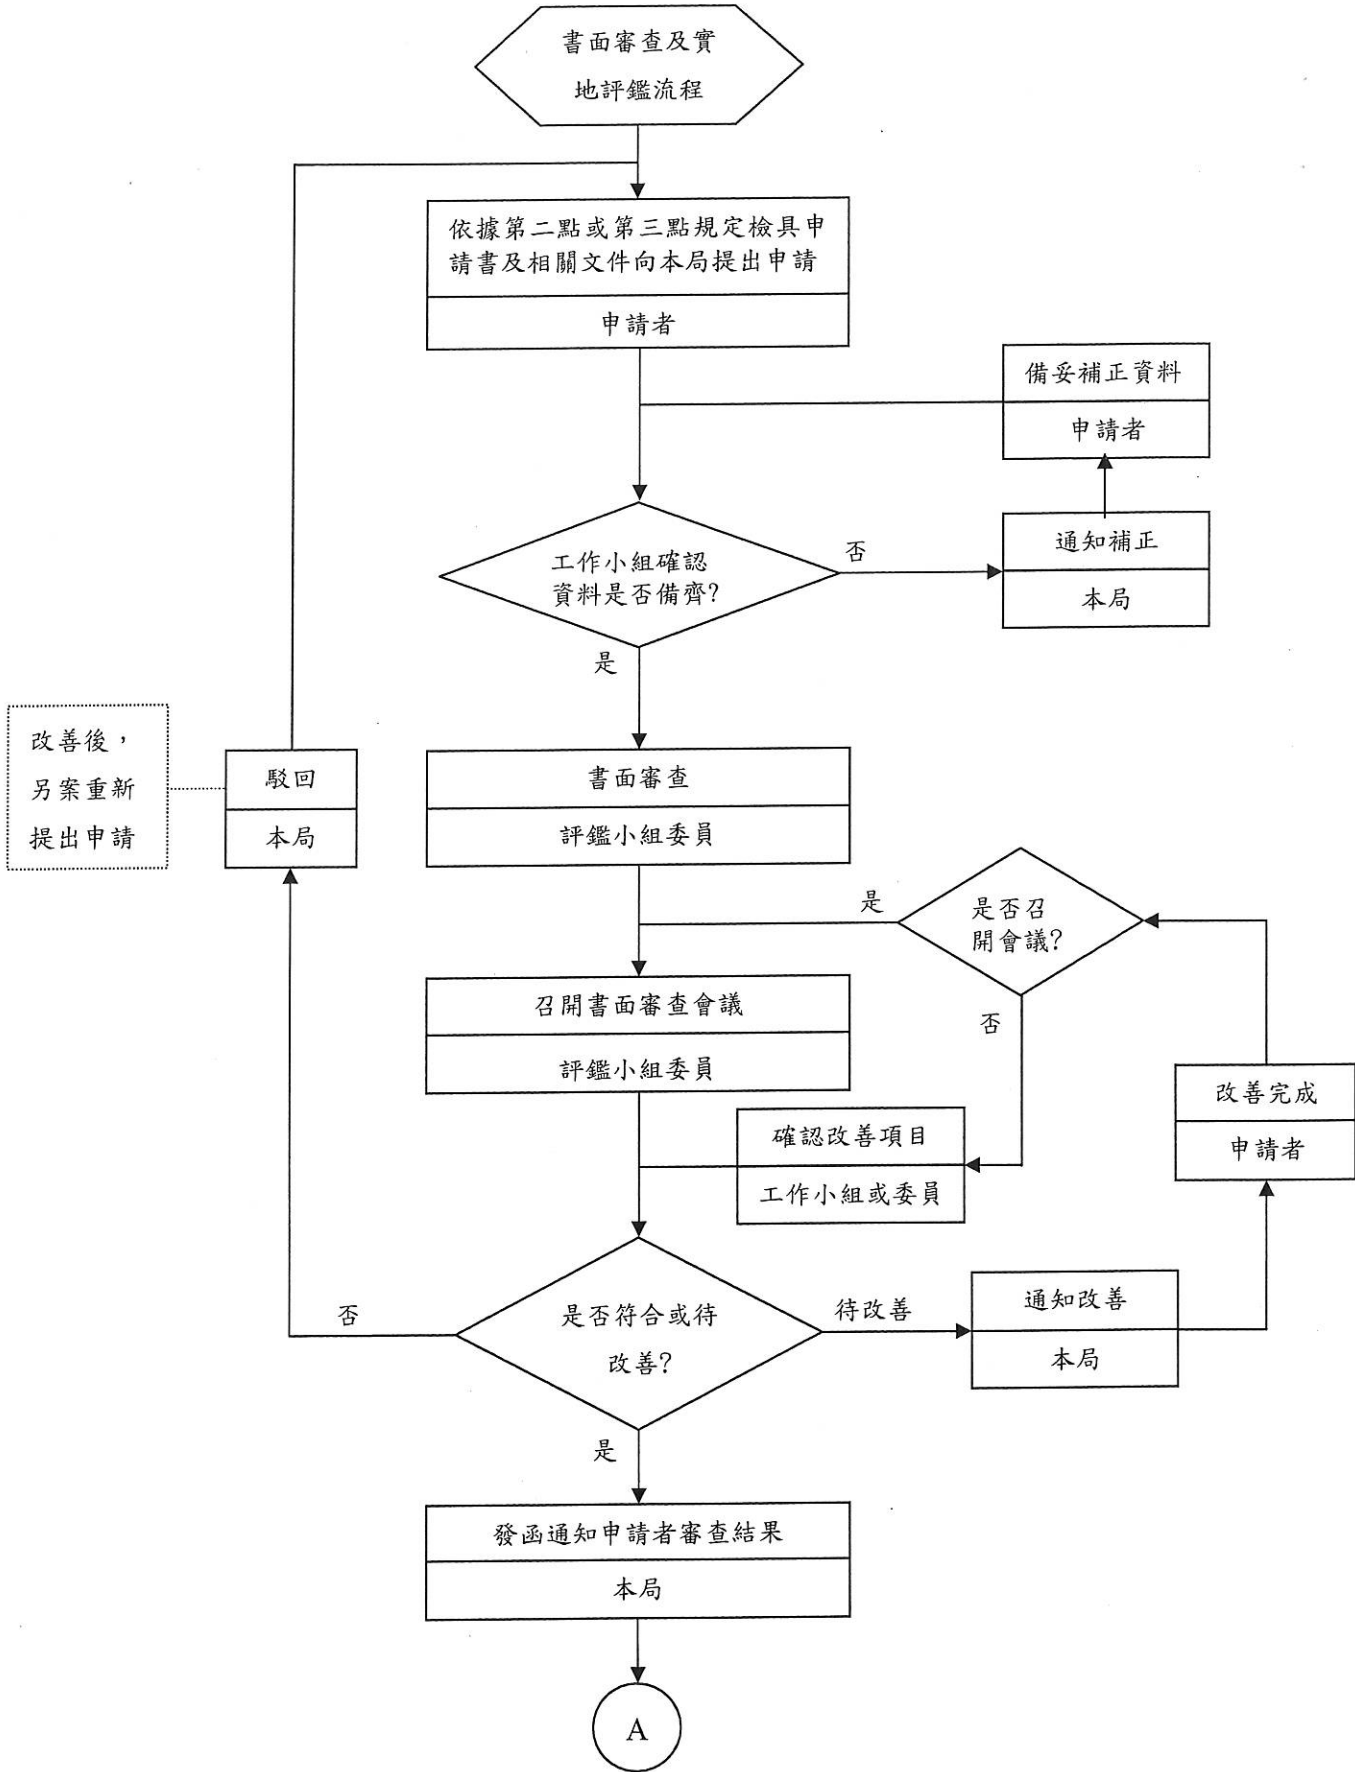 書面審查及實
地評鑑流程
依據第二點或第三點規定檢具申
請書及相關文件向本局提出申請
申請者
備妥補正資料
申請者
工作小組確認
資料是否備齊?
否
通知補正
本局
是
改善後，
另案重新
提出申請
駁回
本局
書面審查
評鑑小組委員
是
是否召
開會議?
否
召開書面審查會議
評鑑小組委員
改善完成
申請者
確認改善項目
工作小組或委員
否
是否符合或待
改善?
待改善
通知改善
本局
是
發函通知申請者審查結果
本局
A